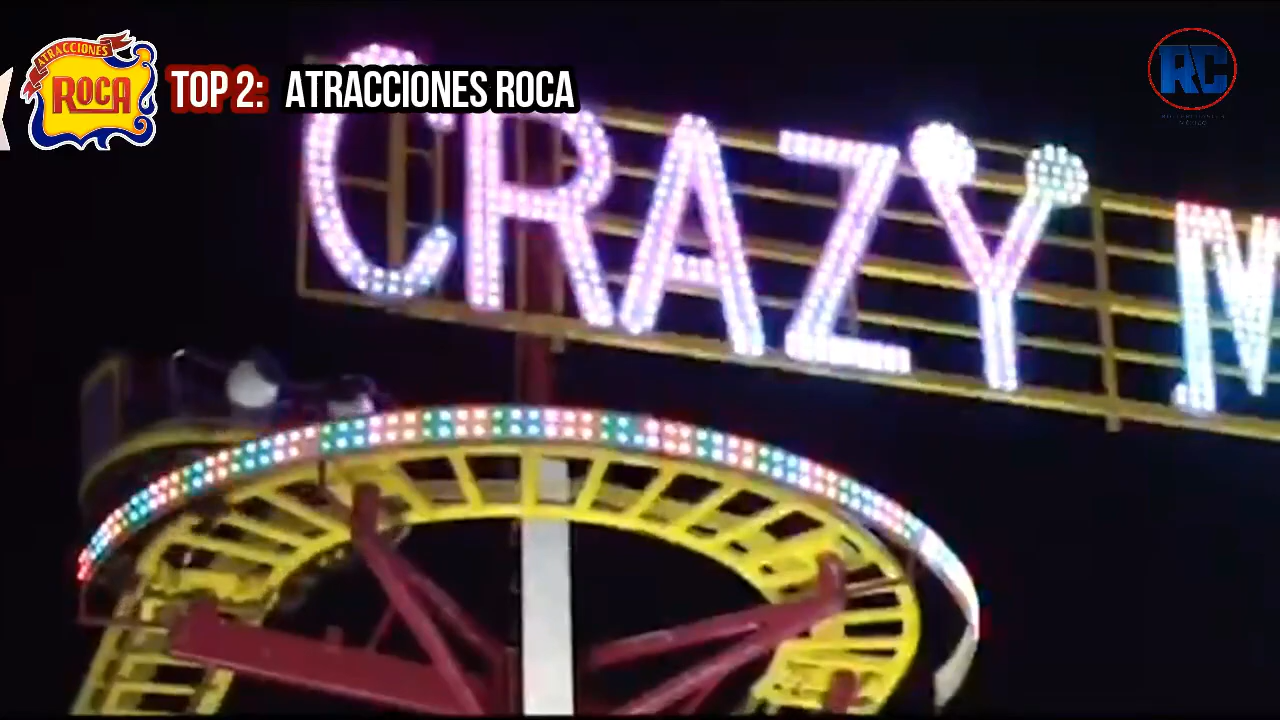 ATRACCIONES
ROCA
TOP 2: ATRACCIONES ROCA
RC
CRAZY M